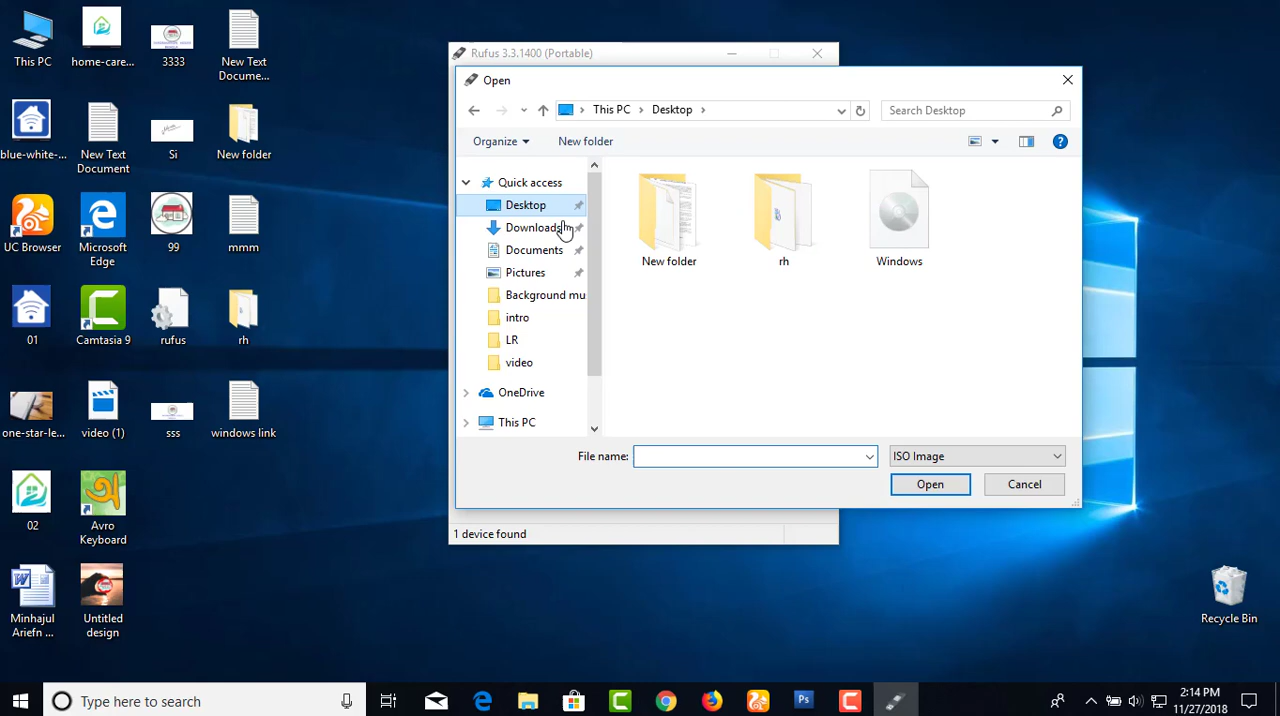 This PC
home-care...
3333
New Text
Docume...
blue-white-...
New Text
Document
Si
New folder
UC Browser
Microsoft
Edge
99
mmm
01
Camtasia 9
rufus
rh
one-star-le...
video (1)
sss
windows link
02
Avro
Keyboard
Minhajul
Ariefn ...
Untitled
design
Recycle Bin
Rufus 3.3.1400 (Portable)
Open
This PC
Desktop
Search Desktop
Organize
New folder
Quick access
Desktop
Downloads
Documents
Pictures
Background mu
intro
LR
video
OneDrive
This PC
New folder
rh
Windows
File name:
ISO Image
Open
Cancel
1 device found
Type here to search
2:14 PM
11/27/2018